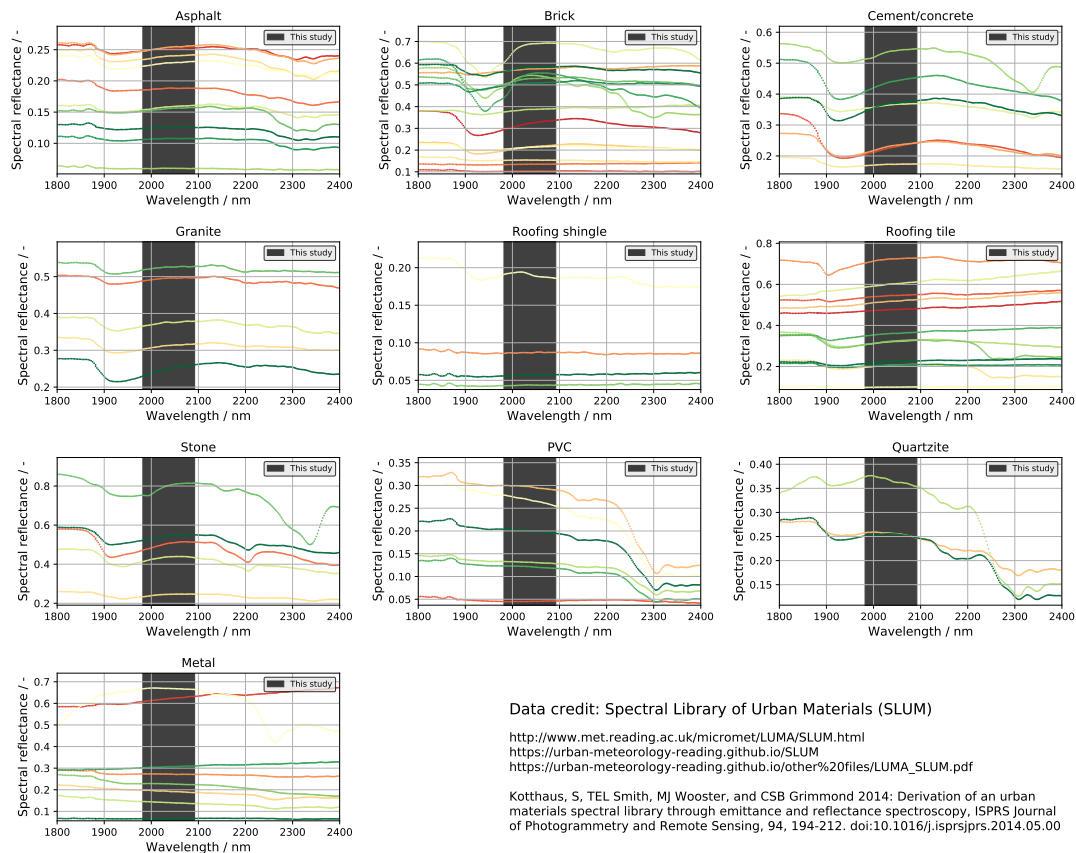 Asphalt
This study
0.25
0.20
0.15
0.10
Spectral reflectance / -
1800 1900 2000 2100 2200 2300 2400
Wavelength / nm
Brick
This study
0.7
0.6
0.5
0.4
0.3
0.2
0.1
Spectral reflectance / -
1800 1900 2000 2100 2200 2300 2400
Wavelength / nm
Cement/concrete
This study
0.6
0.5
0.4
0.3
0.2
Spectral reflectance / -
1800 1900 2000 2100 2200 2300 2400
Wavelength / nm
Granite
This study
0.5
0.4
0.3
0.2
Spectral reflectance / -
1800 1900 2000 2100 2200 2300 2400
Wavelength / nm
Roofing shingle
This study
0.20
0.15
0.10
0.05
Spectral reflectance / -
1800 1900 2000 2100 2200 2300 2400
Wavelength / nm
Roofing tile
This study
0.8
0.6
0.4
0.2
Spectral reflectance / -
1800 1900 2000 2100 2200 2300 2400
Wavelength / nm
Stone
This study
0.8
0.6
0.4
0.2
Spectral reflectance / -
1800 1900 2000 2100 2200 2300 2400
Wavelength / nm
PVC
This study
0.35
0.30
0.25
0.20
0.15
0.10
0.05
Spectral reflectance / -
1800 1900 2000 2100 2200 2300 2400
Wavelength / nm
Quartzite
This study
0.40
0.35
0.30
0.25
0.20
0.15
Spectral reflectance / -
1800 1900 2000 2100 2200 2300 2400
Wavelength / nm
Metal
This study
0.7
0.6
0.5
0.4
0.3
0.2
0.1
Spectral reflectance / -
1800 1900 2000 2100 2200 2300 2400
Wavelength / nm
Data credit: Spectral Library of Urban Materials (SLUM)
http://www.met.reading.ac.uk/micromet/LUMA/SLUM.html
https://urban-meteorology-reading.github.io/SLUM
https://urban-meteorology-reading.github.io/other%20files/LUMA_SLUM.pdf
Kotthaus, S, TEL Smith, MJ Wooster, and CSB Grimmond 2014: Derivation of an urban
materials spectral library through emittance and reflectance spectroscopy, ISPRS Journal
of Photogrammetry and Remote Sensing, 94, 194-212. doi:10.1016/j.isprsjprs.2014.05.00